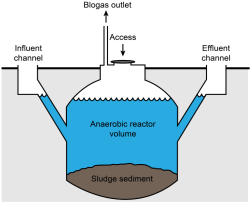 Biogas outlet
Influent
channel
Access
Effluent
channel
Anaerobic reactor
volume
Sludge sediment